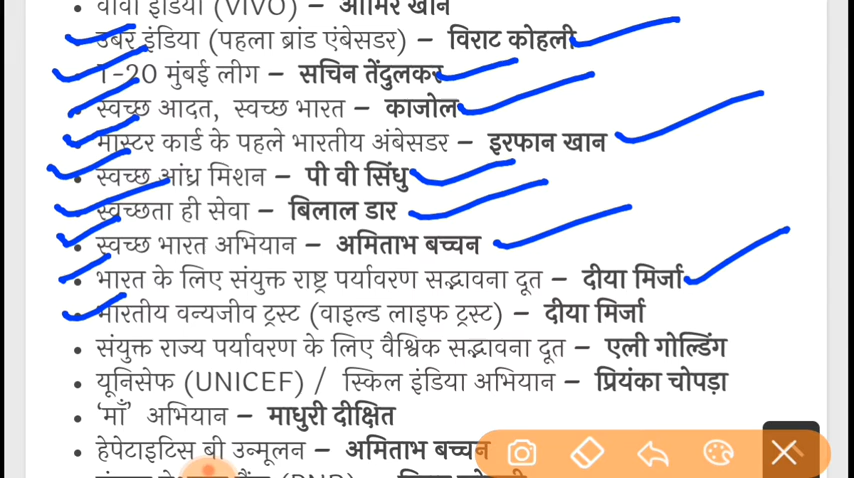 • वीवो इंडिया (VIVO) – आमिर खान
• उबर इंडिया (पहला ब्रांड एंबेसडर) – विराट कोहली
• T-20 मुंबई लीग – सचिन तेंदुलकर
• स्वच्छ आदत, स्वच्छ भारत – काजोल
• मास्टर कार्ड के पहले भारतीय अंबेसडर – इरफान खान
• स्वच्छ आंध्र मिशन – पी वी सिंधु
• स्वच्छता ही सेवा – बिलाल डार
• स्वच्छ भारत अभियान – अमिताभ बच्चन
• भारत के लिए संयुक्त राष्ट्र पर्यावरण सद्भावना दूत – दीया मिर्जा
• भारतीय वन्यजीव ट्रस्ट (वाइल्ड लाइफ ट्रस्ट) – दीया मिर्जा
• संयुक्त राज्य पर्यावरण के लिए वैश्विक सद्भावना दूत – एली गोल्डिंग
• यूनिसेफ (UNICEF) / स्किल इंडिया अभियान – प्रियंका चोपड़ा
• 'माँ' अभियान – माधुरी दीक्षित
• हेपेटाइटिस बी उन्मूलन – अमिताभ बच्चन